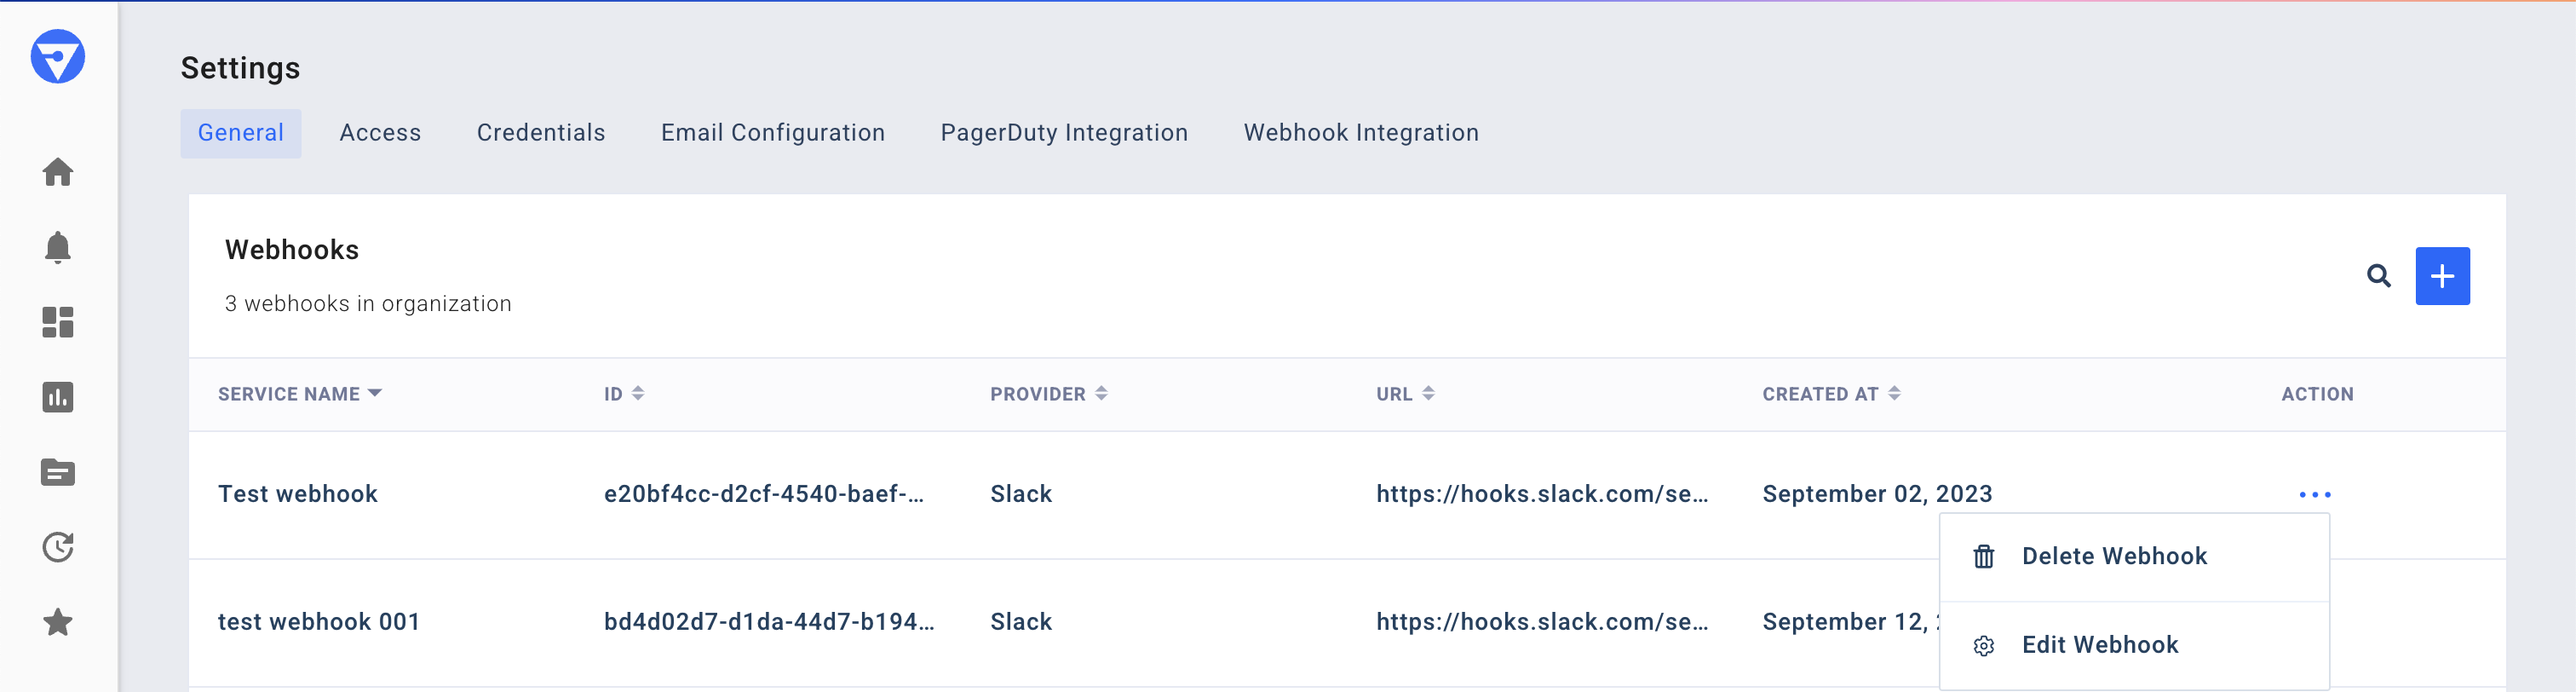 Settings
General Access Credentials Email Configuration PagerDuty Integration Webhook Integration
Webhooks
3 webhooks in organization
SERVICE NAME ID PROVIDER URL CREATED AT ACTION
Test webhook e20bf4cc-d2cf-4540-baef-... Slack https://hooks.slack.com/se... September 02, 2023
Delete Webhook
test webhook 001 bd4d02d7-d1da-44d7-b194... Slack https://hooks.slack.com/se... September 12,
Edit Webhook